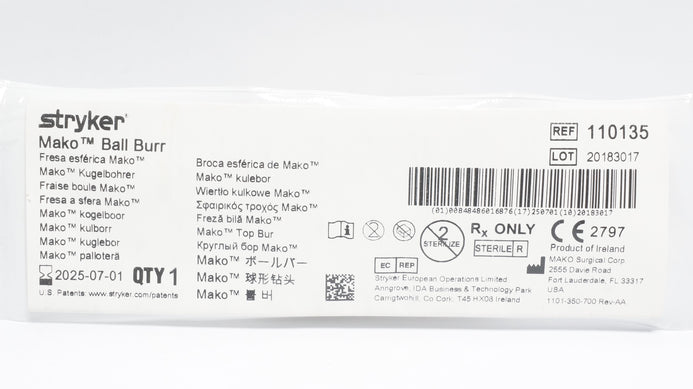 stryker®
Mako™ Ball Burr
Fresa esférica Mako™
Mako™ Kugelbohrer
Fraise boule Mako™
Fresa a sfera Mako™
Mako™ kogelboor
Mako™ kulborr
Mako™ kuglebor
Mako™ palloterä
2025-07-01 QTY 1
U.S. Patents: www.stryker.com/patents
Broca esférica de Mako™
Mako™ kulebor
Wiertło kulkowe Mako™
Σφαιρικός τροχός Mako™
Freză bilă Mako™
Mako™ Top Bur
Круглый бор Mako™
Mako™ ボールバー
Mako™ 球形钻头
Mako™ 볼 버
REF 110135
LOT 20183017
(01)00848486016876(17)250701(10)20183017
i
2
STERILIZE
Rx ONLY
STERILE R
CE 2797
Product of Ireland
EC REP
Stryker European Operations Limited
Anngrove, IDA Business & Technology Park
Carrigtwohill, Co Cork, T45 HX08 Ireland
MAKO Surgical Corp.
2555 Davie Road
Fort Lauderdale, FL 33317
USA
1101-350-700 Rev-AA